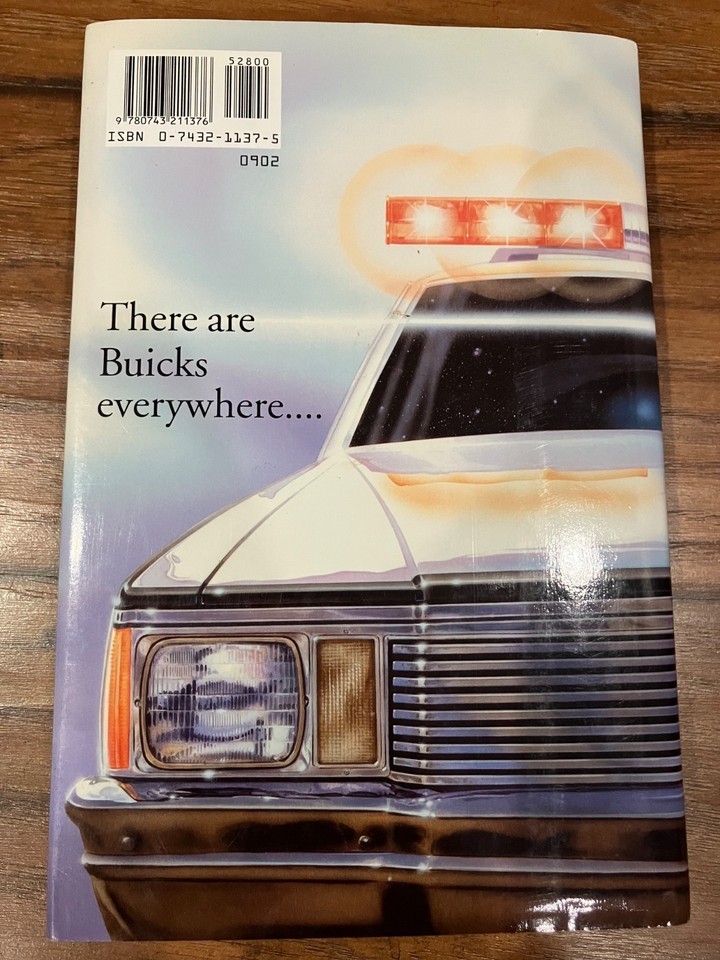 52800
9 780743 211376
ISBN 0-7432-1137-5
0902
There are
Buicks
everywhere....